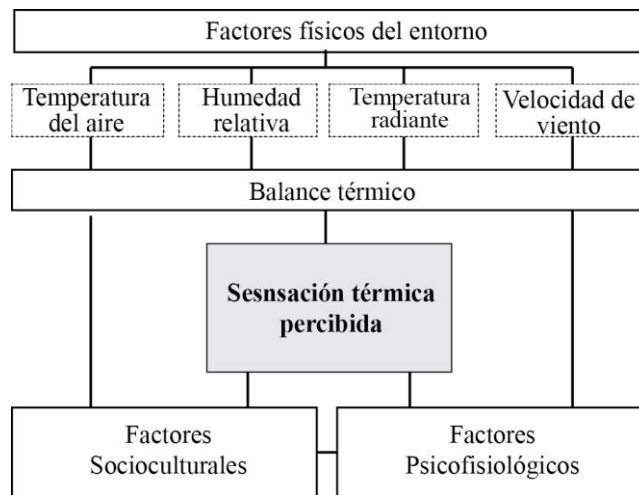 Factores físicos del entorno
Temperatura
del aire
Humedad
relativa
Temperatura
radiante
Velocidad de
viento
Balance térmico
Sesnsación térmica
percibida
Factores
Socioculturales
Factores
Psicofisiológicos